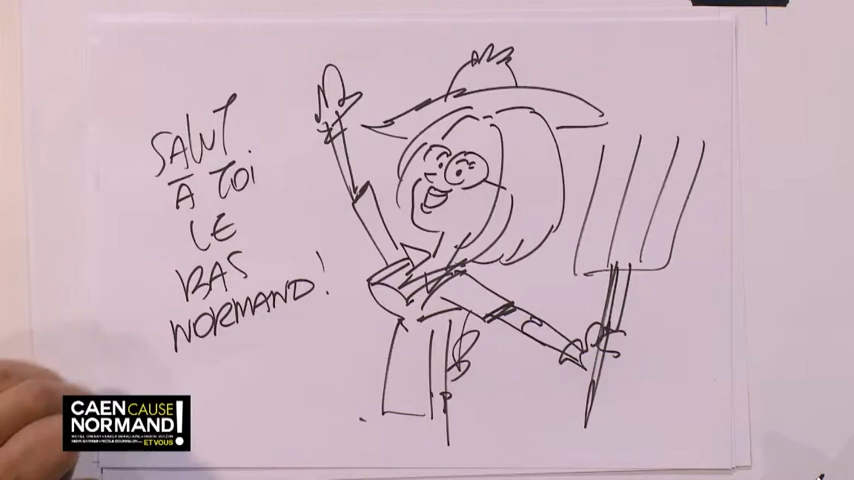 SALUT
À TOI
LE
BAS
NORMAND !
CAEN CAUSE
NORMAND !
ET VOUS